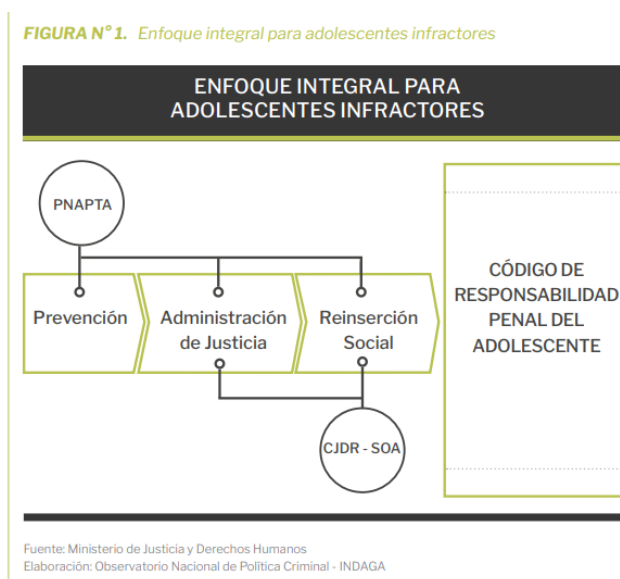 FIGURA N° 1. Enfoque integral para adolescentes infractores
ENFOQUE INTEGRAL PARA
ADOLESCENTES INFRACTORES
PNAPTA
Prevención
Administración
de Justicia
Reinserción
Social
CJDR - SOA
CÓDIGO DE
RESPONSABILIDAD
PENAL DEL
ADOLESCENTE
Fuente: Ministerio de Justicia y Derechos Humanos
Elaboración: Observatorio Nacional de Política Criminal - INDAGA